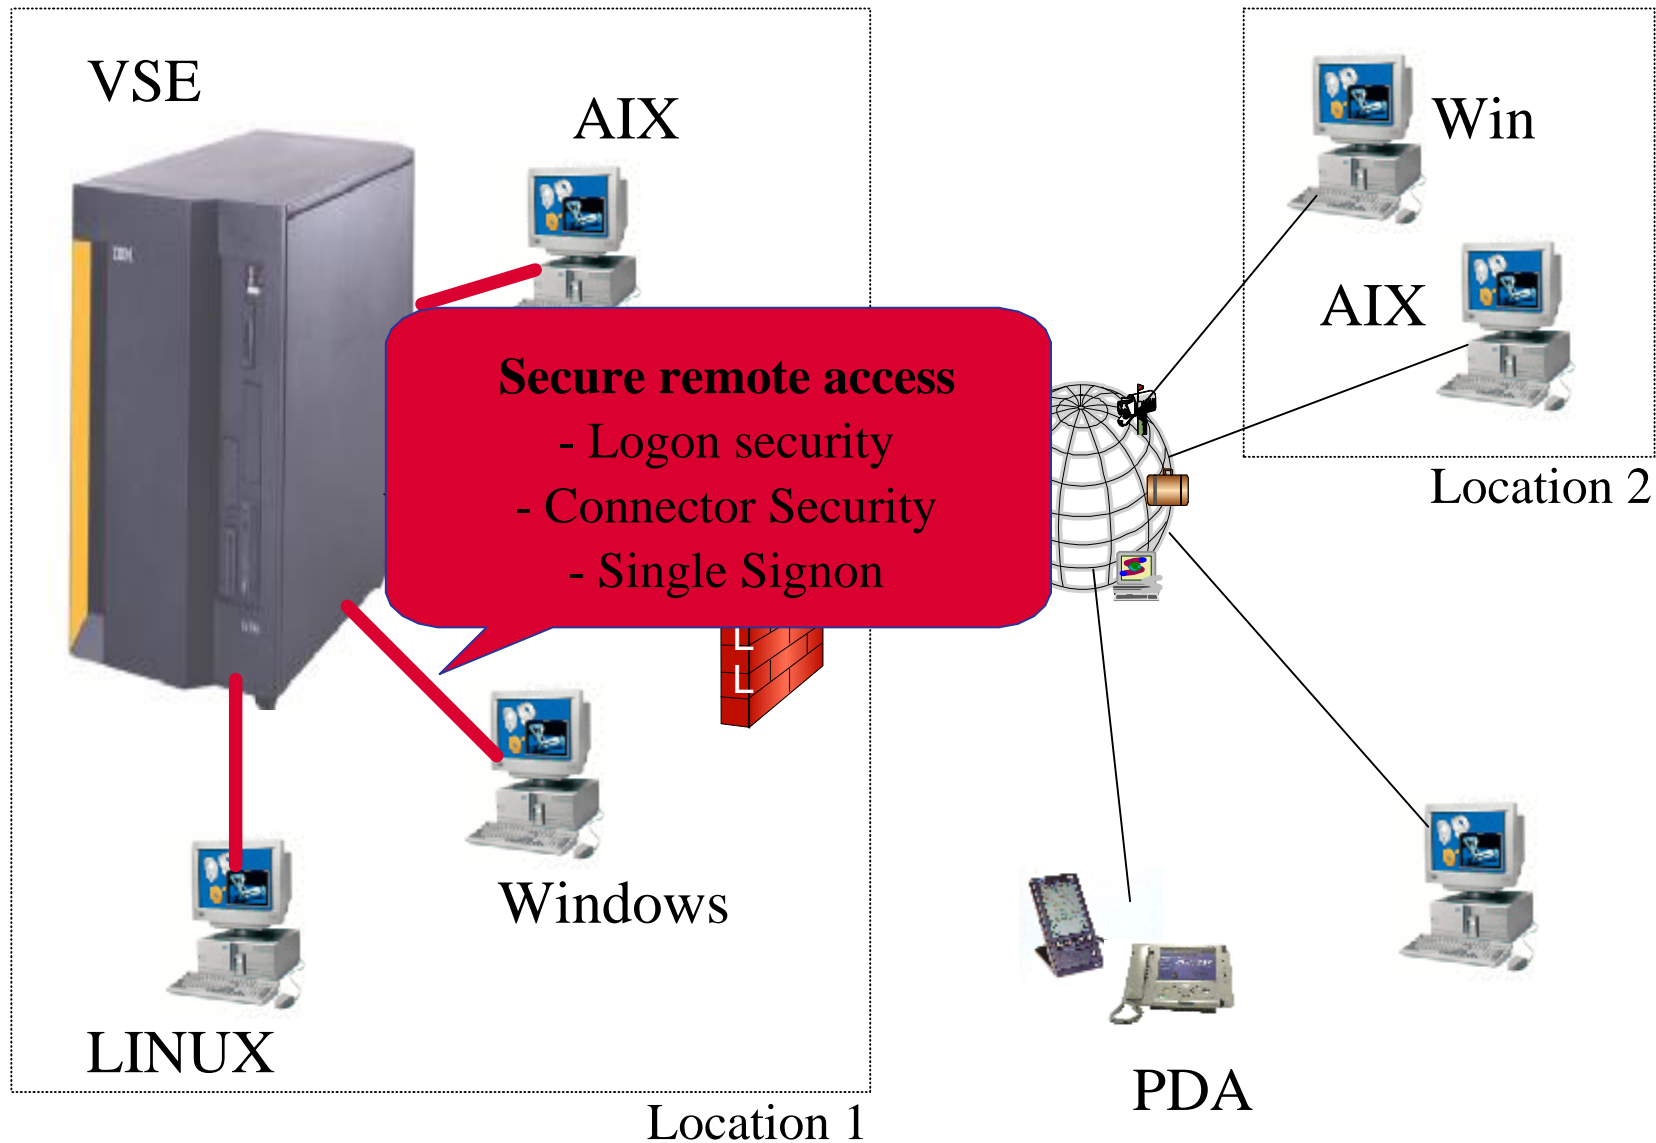 VSE
AIX
IBM
Secure remote access
- Logon security
- Connector Security
- Single Signon
L
L
Windows
LINUX
Location 1
Win
AIX
Location 2
PDA